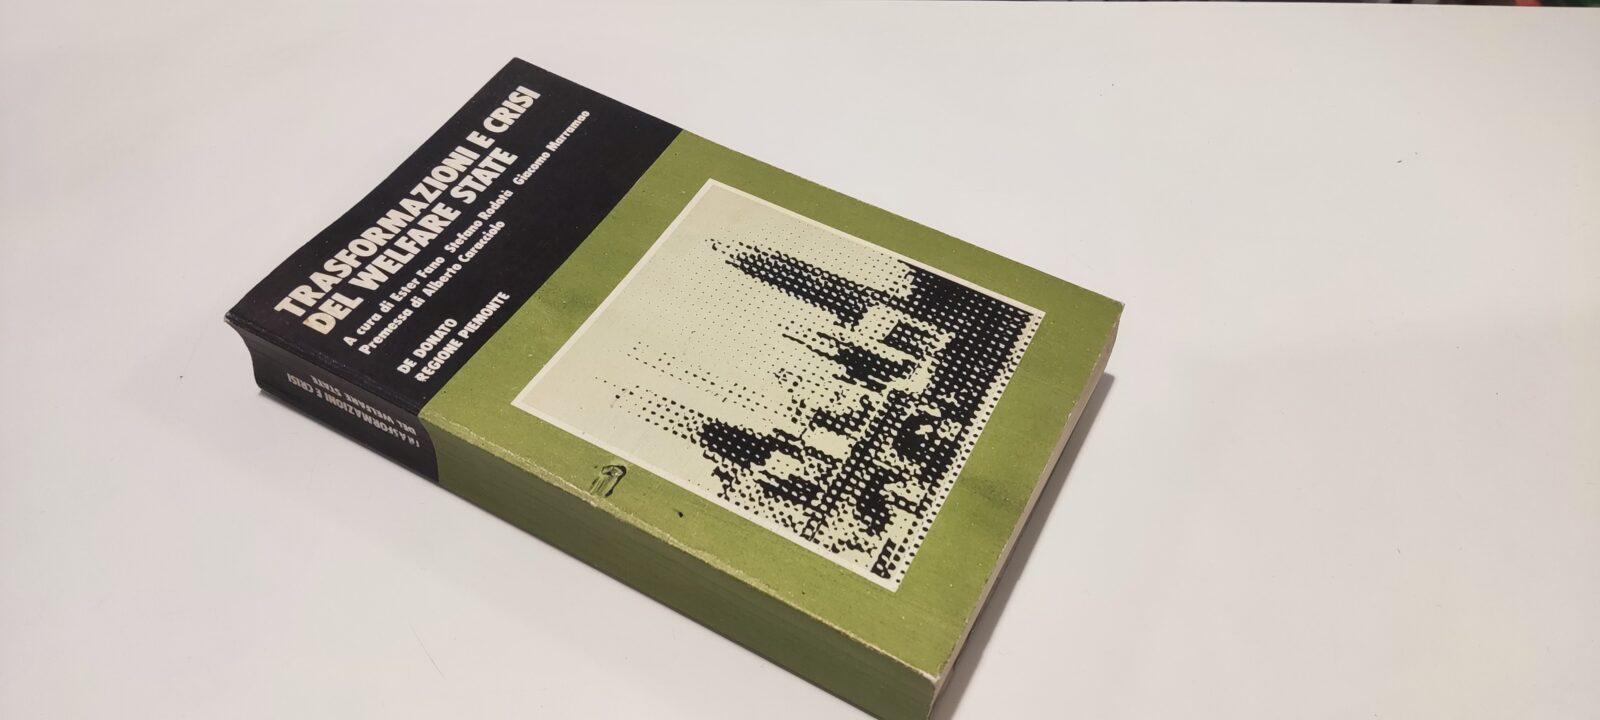 TRASFORMAZIONI E CRISI
DEL WELFARE STATE
A cura di Ester Fano Stefano Rodotà Giacomo Marramao
Premessa di Alberto Caracciolo
DE DONATO
REGIONE PIEMONTE
TRASFORMAZIONI E CRISI
DEL WELFARE STATE